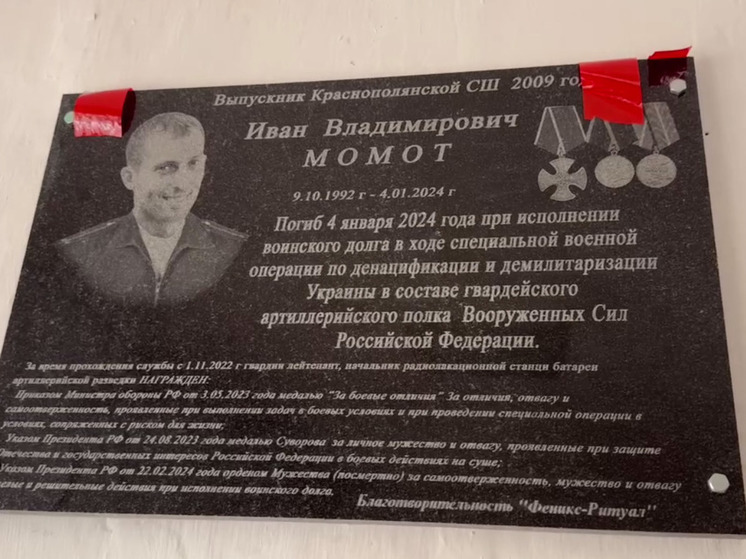 Выпускник Краснополянской СШ 2009 го
Иван Владимирович
МОМОТ
9.10.1992 г - 4.01.2024 г
Погиб 4 января 2024 года при исполнении
воинского долга в ходе специальной военной
операции по денацификации и демилитаризации
Украины в составе гвардейского
артиллерийского полка Вооруженных Сил
Российской Федерации.
За время прохождения службы с 1.11.2022 г гвардии лейтенант, начальник радиолокационной станци батареи
артиллерийской разведки НАГРАЖДЕН:
Приказом Министра обороны РФ от 3.05.2023 года медалью "За боевые отличия" За отличия, отвагу и
самоотверженность, проявленные при выполнении задач в боевых условиях и при проведении специальной операции в
условиях, сопряженных с риском для жизни;
Указом Президента РФ от 24.08.2023 года медалью Суворова за личное мужество и отвагу, проявленные при защите
Отечества и государственных интересов Российской Федерации в боевых действиях на суше;
Указом Президента РФ от 22.02.2024 года орденом Мужества (посмертно) за самоотверженность, мужество и отвагу
и решительные действия при исполнении воинского долга.
Благотворительность "Феникс-Ритуал"